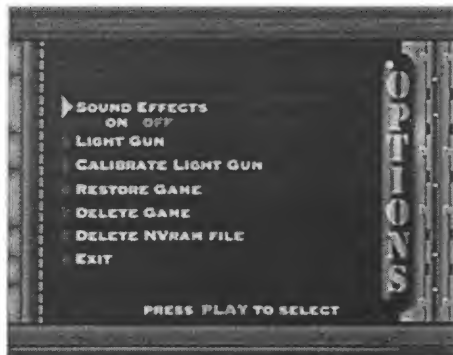 SOUND EFFECTS
ON OFF
LIGHT GUN
CALIBRATE LIGHT GUN
RESTORE GAME
DELETE GAME
DELETE NVRAM FILE
EXIT
PRESS PLAY TO SELECT
OPTIONS